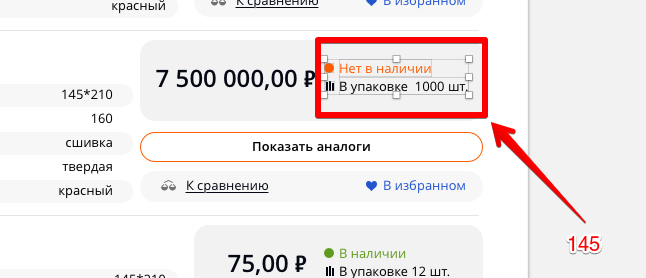 красный
К сравнению
В избранном
7 500 000,00 ₽
Нет в наличии
В упаковке 1000 шт.
145*210
160
сшивка
твердая
красный
Показать аналоги
К сравнению
В избранном
145
75,00 ₽
В наличии
В упаковке 12 шт.
145*210